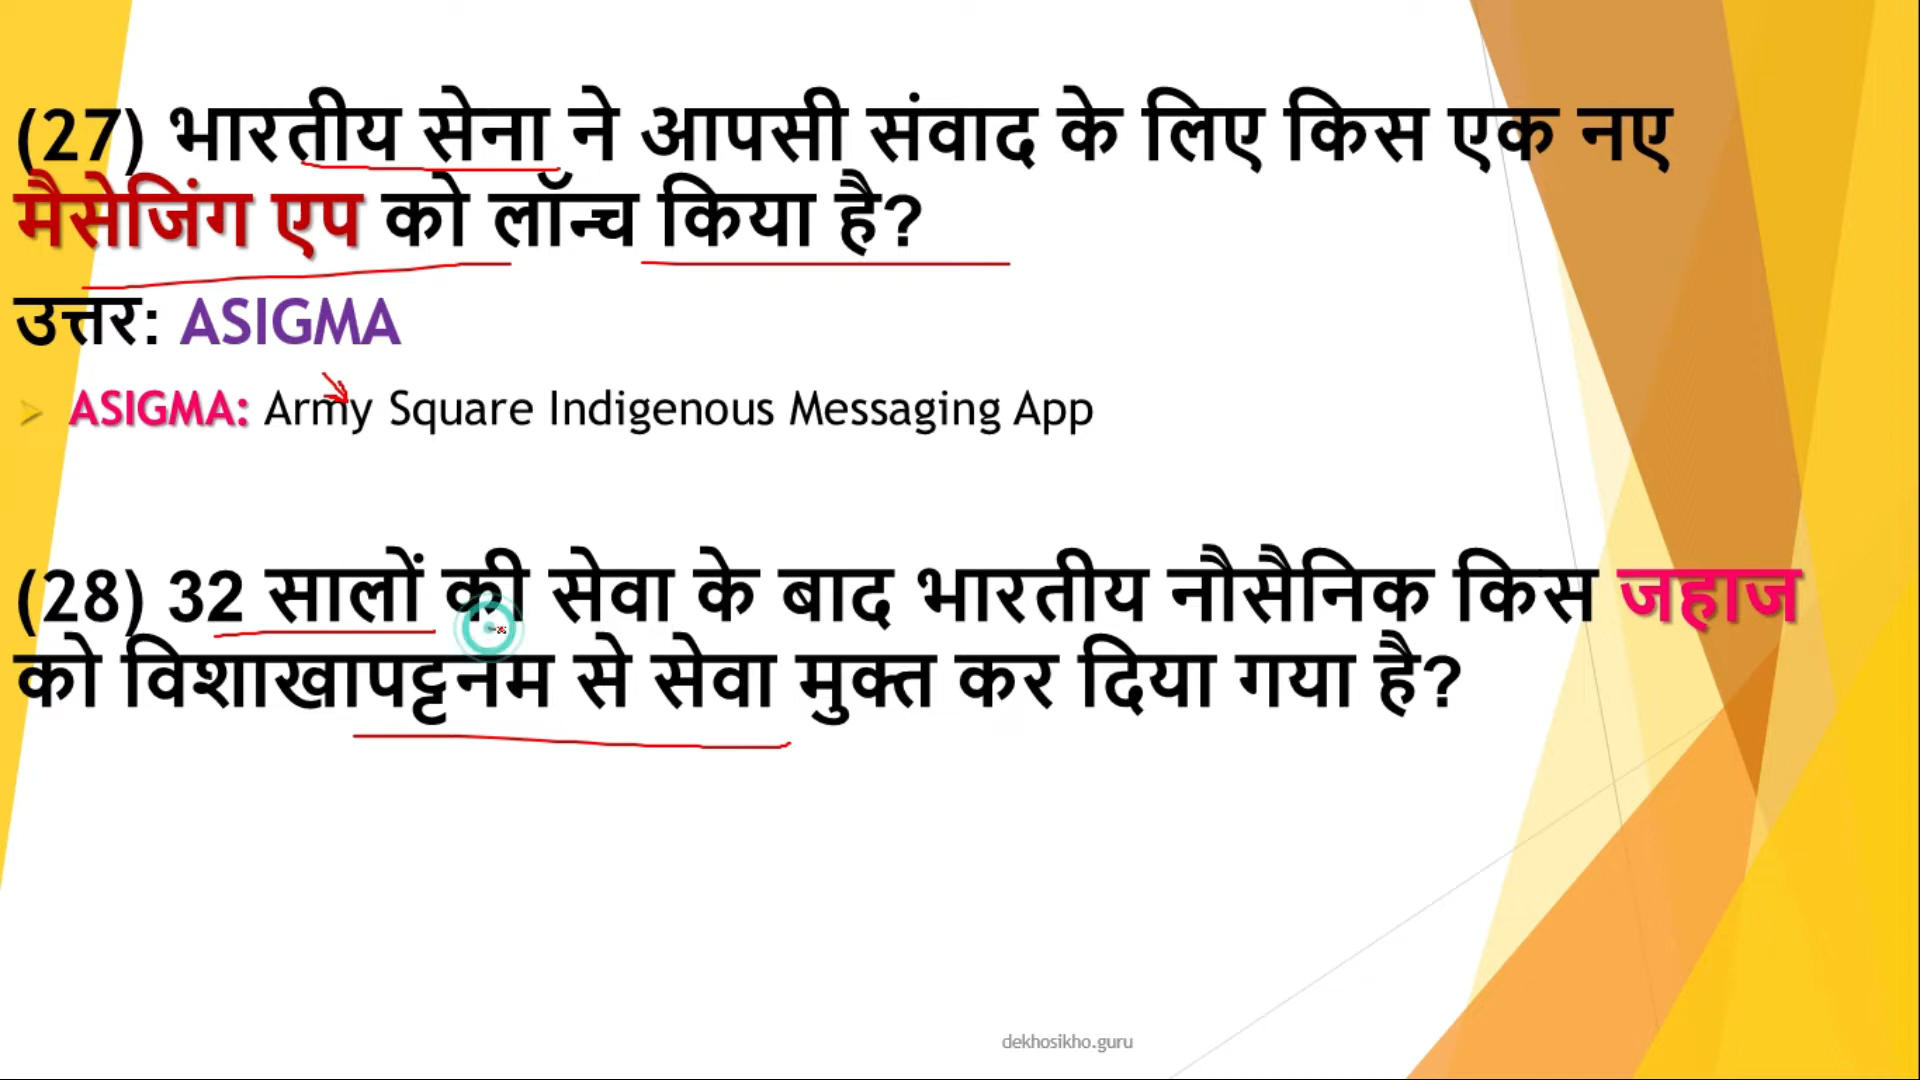 (27) भारतीय सेना ने आपसी संवाद के लिए किस एक नए
मैसेजिंग एप को लॉन्च किया है?
उत्तर: ASIGMA
ASIGMA: Army Square Indigenous Messaging App
(28) 32 सालों की सेवा के बाद भारतीय नौसैनिक किस जहाज
को विशाखापट्टनम से सेवा मुक्त कर दिया गया है?
dekhosikho.guru